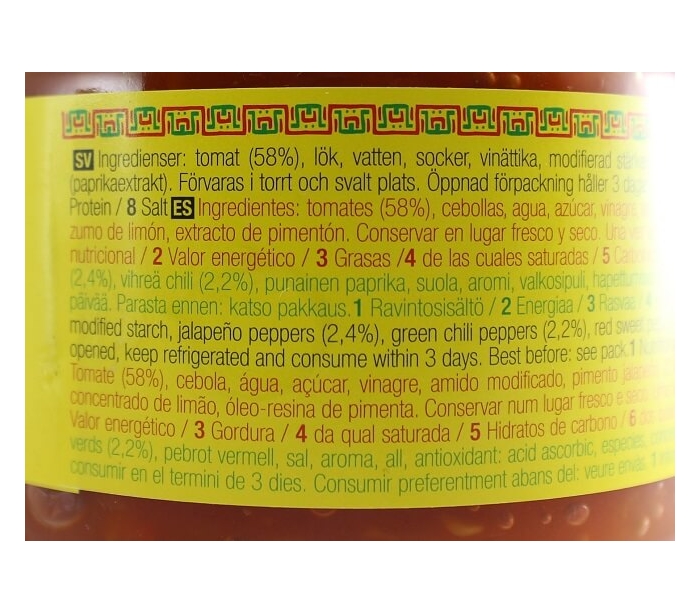 SV Ingredienser: tomat (58%), lök, vatten, socker, vinättika, modifierad
(paprikaextrakt). Förvaras i torrt och svalt plats. Öppnad förpackning håller 3
Protein / 8 Salt ES Ingredientes: tomates (58%), cebollas, agua, azúcar, vinagre
zumo de limón, extracto de pimentón. Conservar en lugar fresco y seco. Una
nutricional / 2 Valor energético / 3 Grasas /4 de las cuales saturadas / 5
(2,4%), vihreä chili (2,2%), punainen paprika, suola, aromi, valkosipuli,
päivää. Parasta ennen: katso pakkaus.1 Ravintosisältö / 2 Energiaa / 3 Rasvaa /
modified starch, jalapeño peppers (2,4%), green chili peppers (2,2%), red sweet
opened, keep refrigerated and consume within 3 days. Best before: see pack.1
Tomate (58%), cebola, água, açúcar, vinagre, amido modificado, pimento
concentrado de limão, óleo-resina de pimenta. Conservar num lugar fresco e
Valor energético / 3 Gordura / 4 da qual saturada / 5 Hidratos de carbono / 6
verds (2,2%), pebrot vermell, sal, aroma, all, antioxidant: acid ascorbic,
consumir en el termini de 3 dies. Consumir preferentment abans del: veure envas. 1